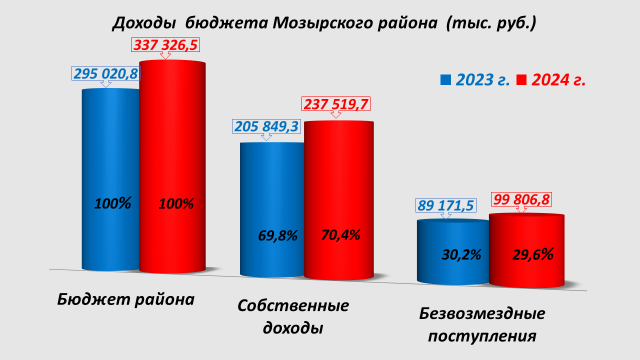 Доходы бюджета Мозырского района (тыс. руб.)
337 326,5
295 020,8
237 519,7
205 849,3
99 806,8
89 171,5
2023 г. 2024 г.
100% 100%
69,8% 70,4%
30,2% 29,6%
Бюджет района
Собственные
доходы
Безвозмездные
поступления